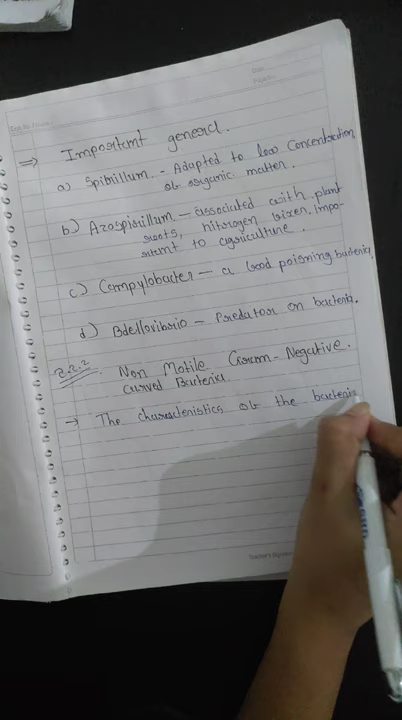 ⇒ Important genera.
a) Spirillum - Adapted to low concentration
of organic matter.
b) Azospirillum - associated with plant
roots, nitrogen fixer, impo-
rtant to agriculture.
c) Campylobacter - a food poisoning bacteria.
d) Bdellovibrio - Predator on bacteria.
2.2.2 Non Motile Gram-Negative.
Curved Bacteria.
→ The characteristics of the bacteria
Teacher's Signature